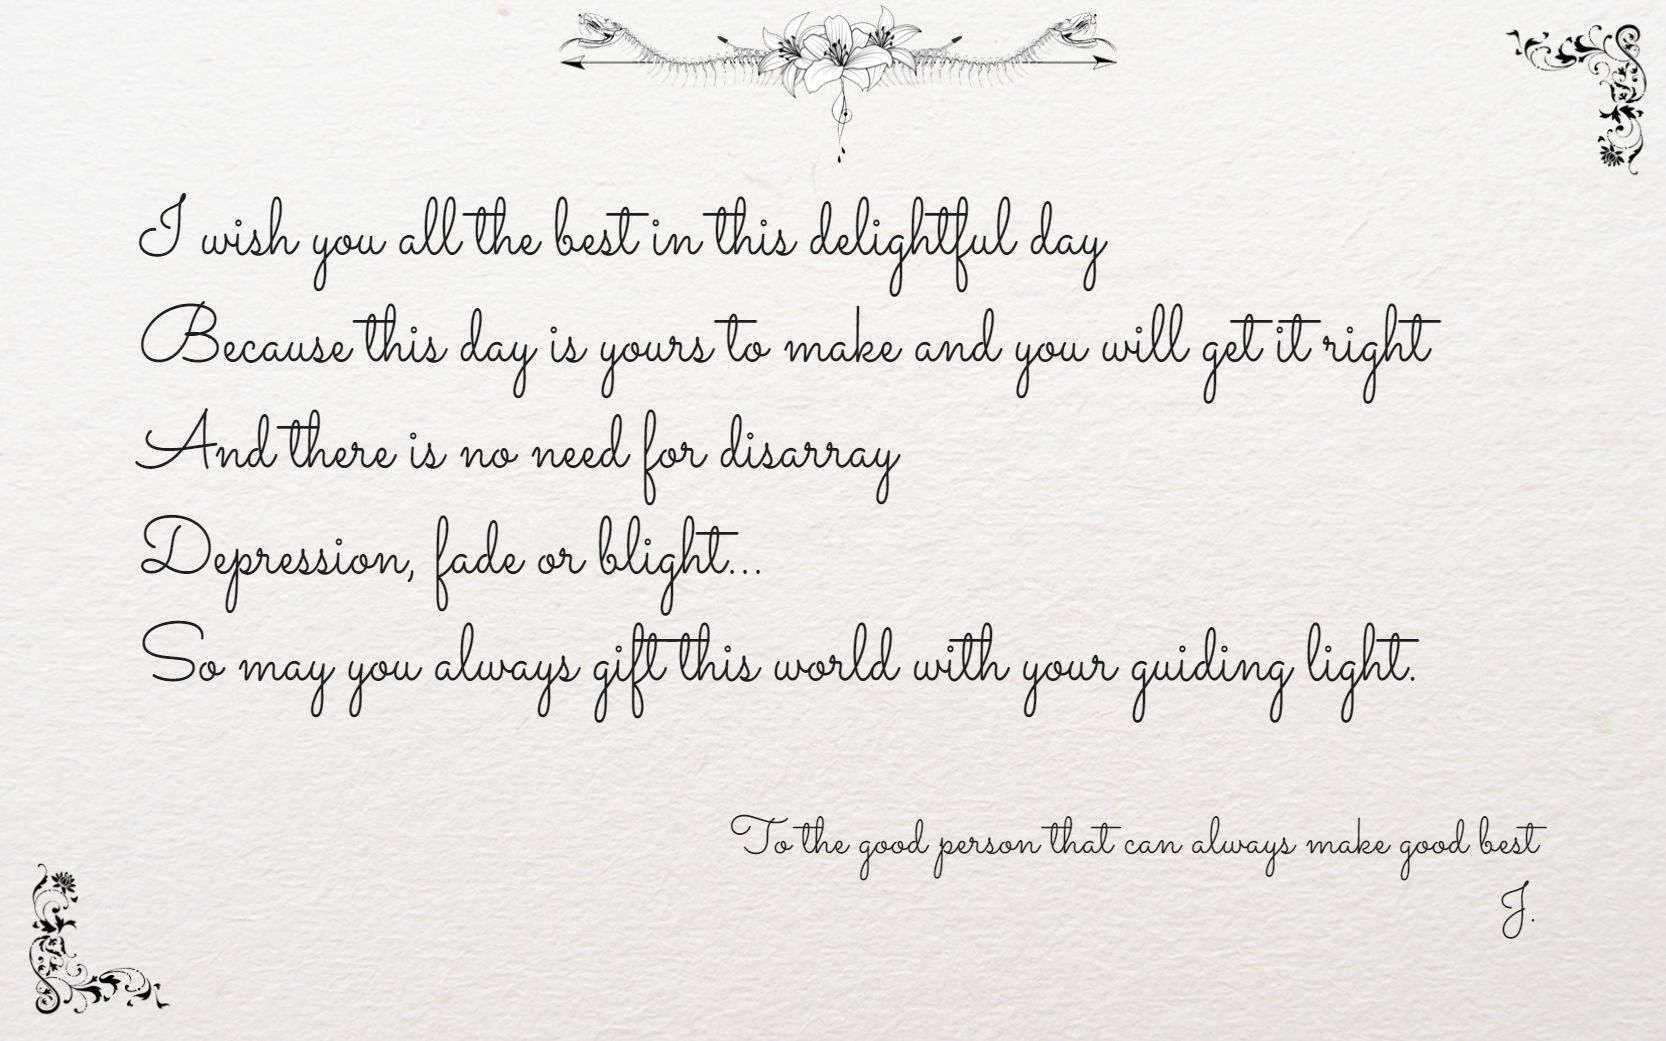 I wish you all the best in this delightful day
Because this day is yours to make and you will get it right
And there is no need for disarray
Depression, fade or blight...
So may you always gift this world with your guiding light.
To the good person that can always make good best
J.